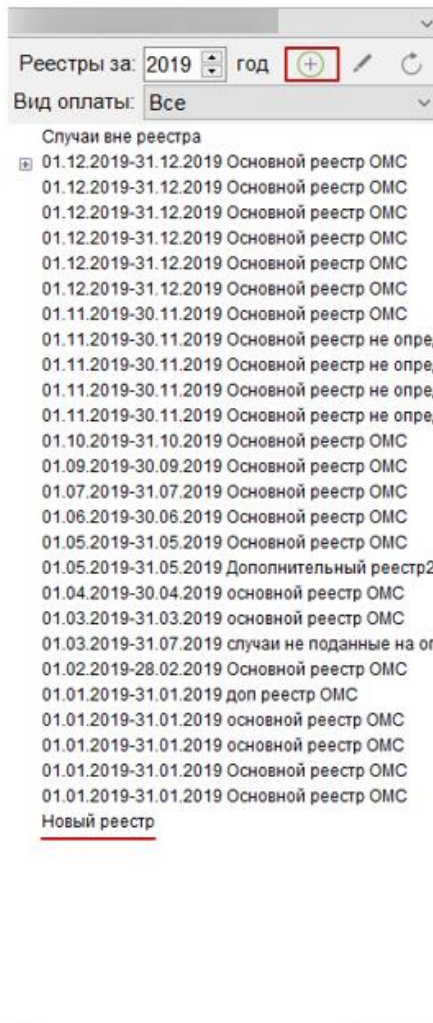 Реестры за: 2019 год
Вид оплаты: Все
Случаи вне реестра
01.12.2019-31.12.2019 Основной реестр ОМС
01.12.2019-31.12.2019 Основной реестр ОМС
01.12.2019-31.12.2019 Основной реестр ОМС
01.12.2019-31.12.2019 Основной реестр ОМС
01.12.2019-31.12.2019 Основной реестр ОМС
01.12.2019-31.12.2019 Основной реестр ОМС
01.11.2019-30.11.2019 Основной реестр ОМС
01.11.2019-30.11.2019 Основной реестр не опре
01.11.2019-30.11.2019 Основной реестр не опре
01.11.2019-30.11.2019 Основной реестр не опре
01.11.2019-30.11.2019 Основной реестр не опре
01.10.2019-31.10.2019 Основной реестр ОМС
01.09.2019-30.09.2019 Основной реестр ОМС
01.07.2019-31.07.2019 Основной реестр ОМС
01.06.2019-30.06.2019 Основной реестр ОМС
01.05.2019-31.05.2019 Основной реестр ОМС
01.05.2019-31.05.2019 Дополнительный реестр2
01.04.2019-30.04.2019 основной реестр ОМС
01.03.2019-31.03.2019 основной реестр ОМС
01.03.2019-31.07.2019 случаи не поданные на оп
01.02.2019-28.02.2019 Основной реестр ОМС
01.01.2019-31.01.2019 доп реестр ОМС
01.01.2019-31.01.2019 основной реестр ОМС
01.01.2019-31.01.2019 основной реестр ОМС
01.01.2019-31.01.2019 Основной реестр ОМС
01.01.2019-31.01.2019 Основной реестр ОМС
Новый реестр